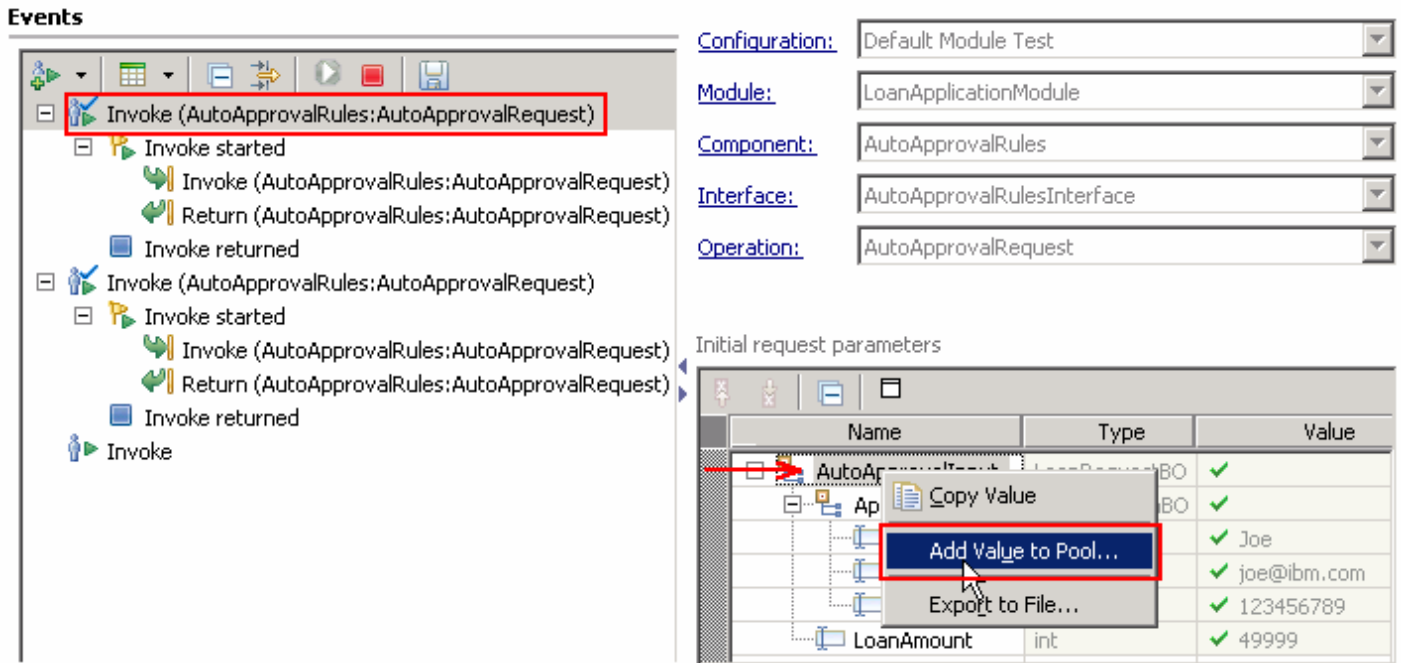 Events
Invoke (AutoApprovalRules:AutoApprovalRequest)
Invoke started
Invoke (AutoApprovalRules:AutoApprovalRequest)
Return (AutoApprovalRules:AutoApprovalRequest)
Invoke returned
Invoke (AutoApprovalRules:AutoApprovalRequest)
Invoke started
Invoke (AutoApprovalRules:AutoApprovalRequest)
Return (AutoApprovalRules:AutoApprovalRequest)
Invoke returned
Invoke
Configuration: Default Module Test
Module: LoanApplicationModule
Component: AutoApprovalRules
Interface: AutoApprovalRulesInterface
Operation: AutoApprovalRequest
Initial request parameters
Name Type Value
AutoApprovalInput LoanRequestBO
Ap BO
Joe
joe@ibm.com
123456789
LoanAmount int 49999
Copy Value
Add Value to Pool...
Export to File...